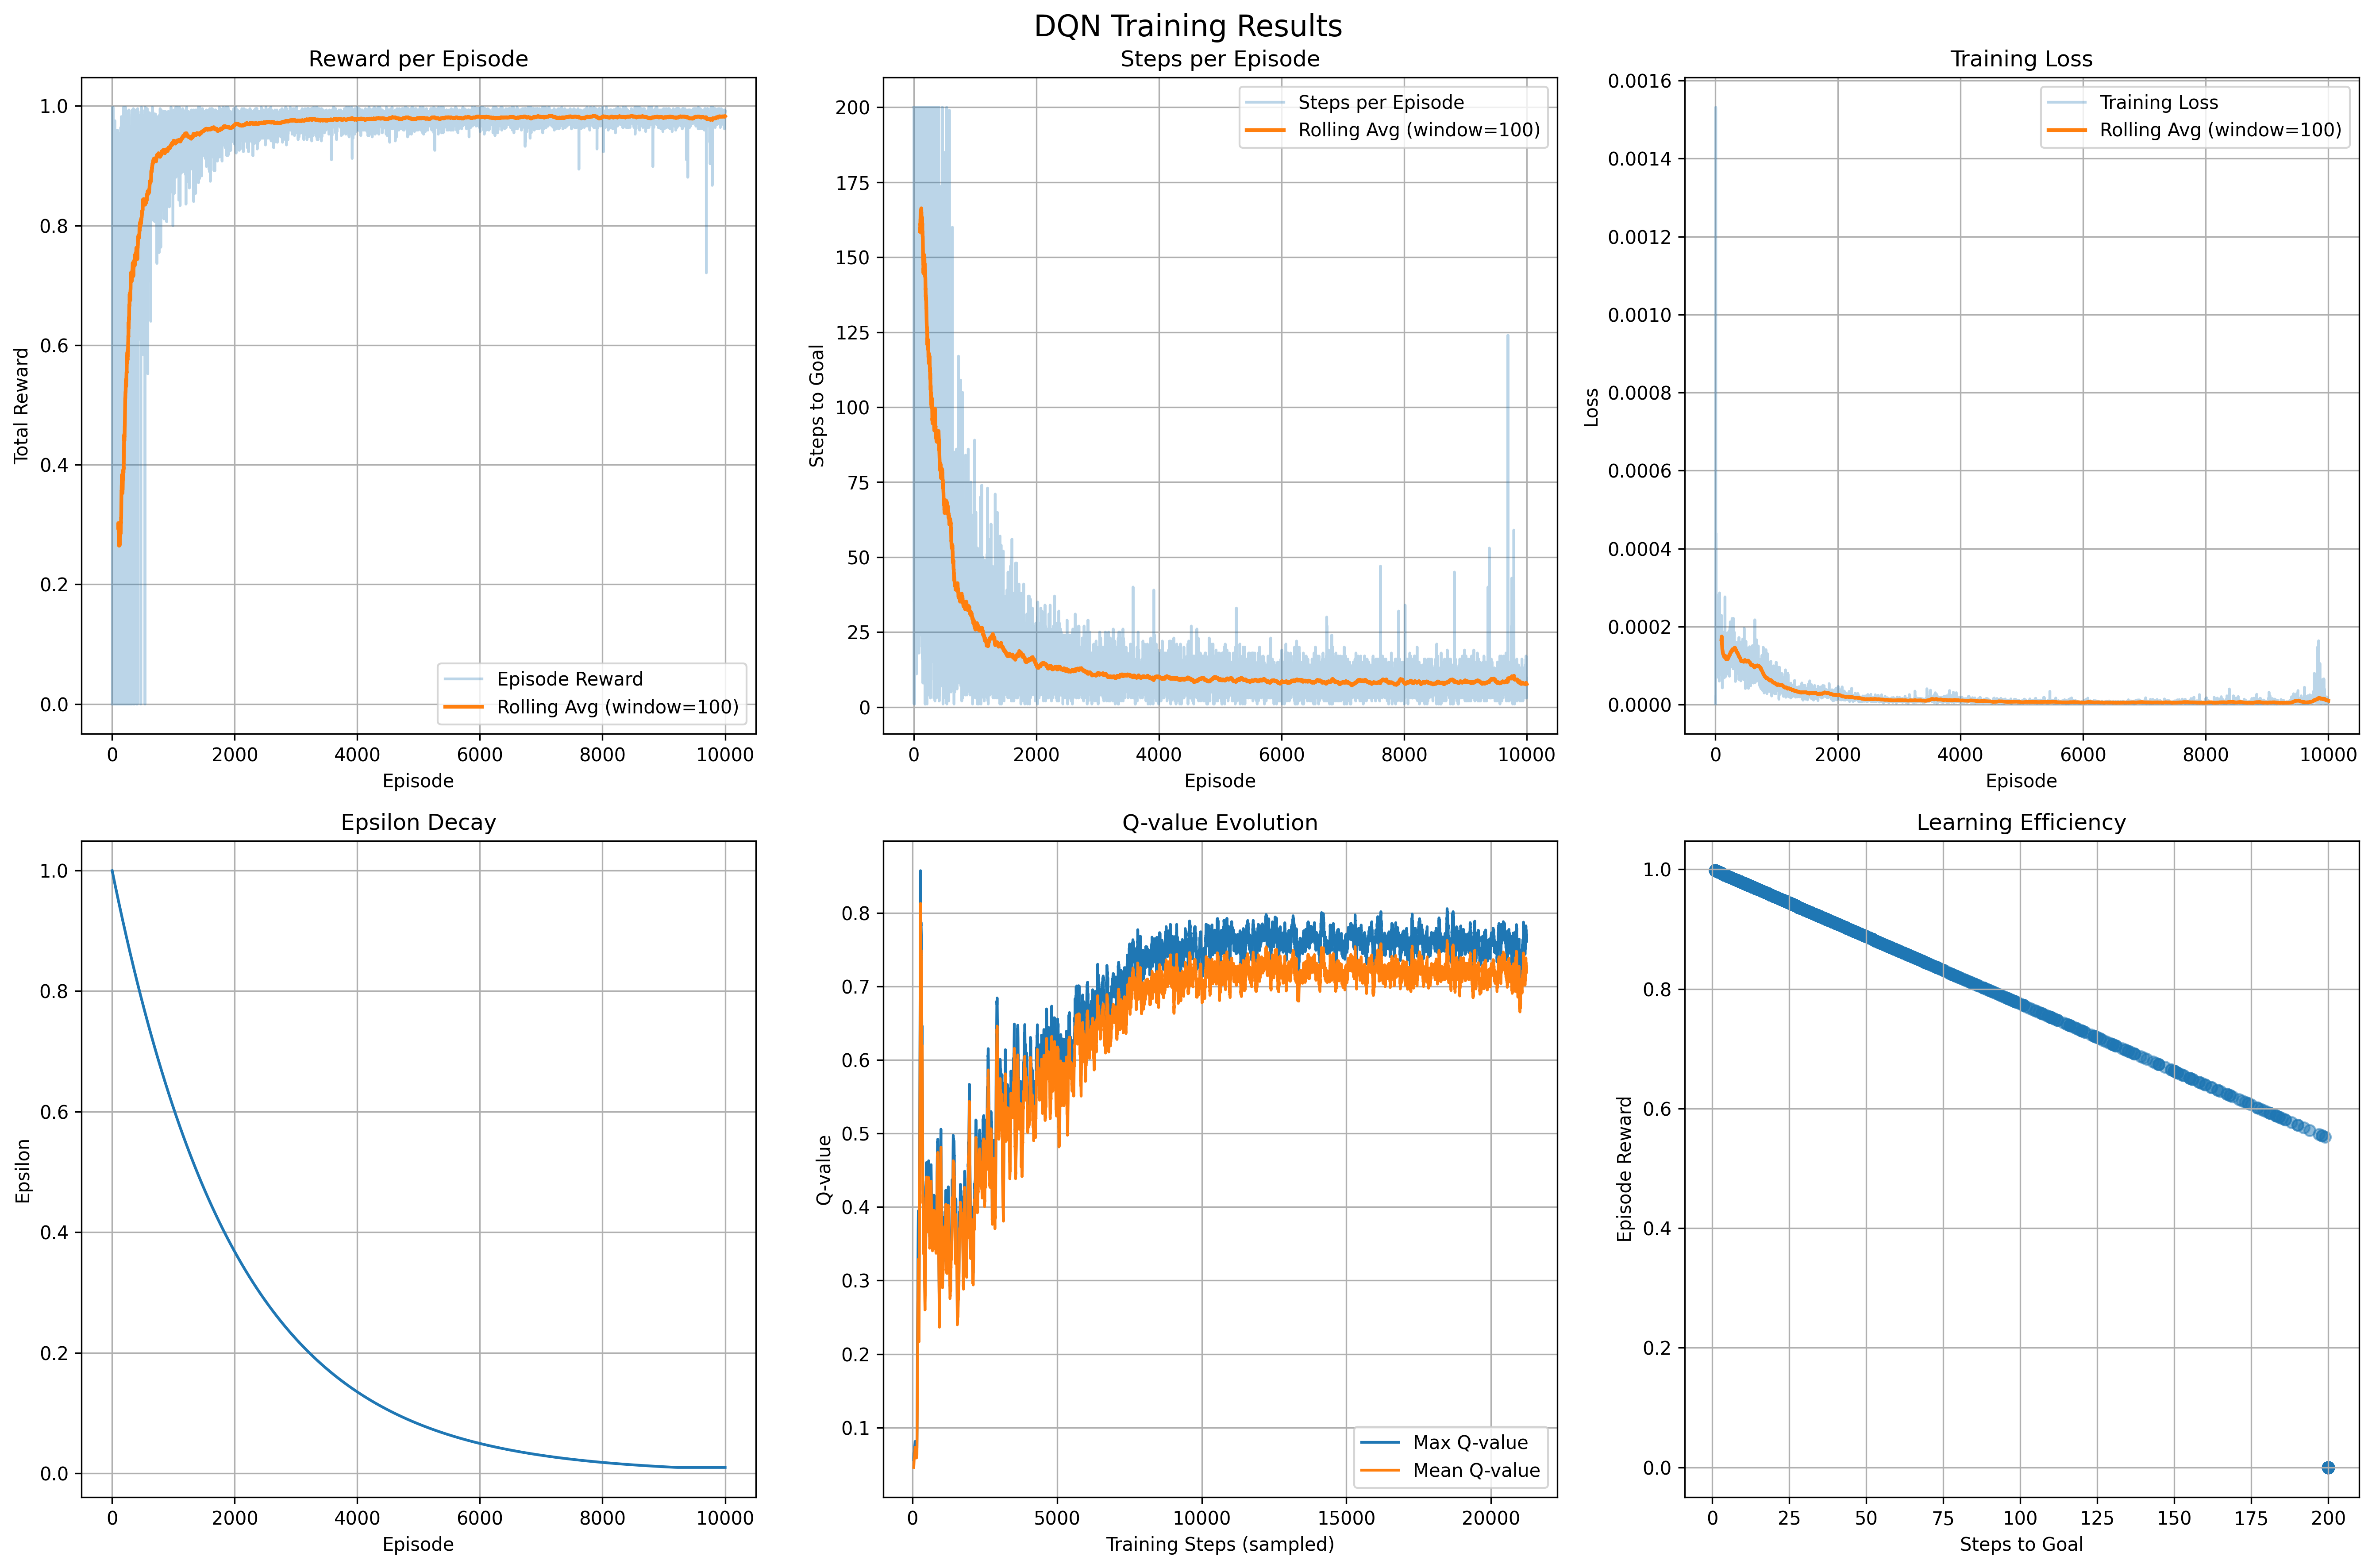 DQN Training Results
Reward per Episode
1.0
0.8
0.6
0.4
0.2
0.0
Total Reward
Episode Reward
Rolling Avg (window=100)
0 2000 4000 6000 8000 10000
Episode
Steps per Episode
200
175
150
125
100
75
50
25
0
Steps to Goal
Steps per Episode
Rolling Avg (window=100)
0 2000 4000 6000 8000 10000
Episode
Training Loss
0.0016
0.0014
0.0012
0.0010
0.0008
0.0006
0.0004
0.0002
0.0000
Loss
Training Loss
Rolling Avg (window=100)
0 2000 4000 6000 8000 10000
Episode
Epsilon Decay
1.0
0.8
0.6
0.4
0.2
0.0
Epsilon
0 2000 4000 6000 8000 10000
Episode
Q-value Evolution
0.8
0.7
0.6
0.5
0.4
0.3
0.2
0.1
Q-value
Max Q-value
Mean Q-value
0 5000 10000 15000 20000
Training Steps (sampled)
Learning Efficiency
1.0
0.8
0.6
0.4
0.2
0.0
Episode Reward
0 25 50 75 100 125 150 175 200
Steps to Goal